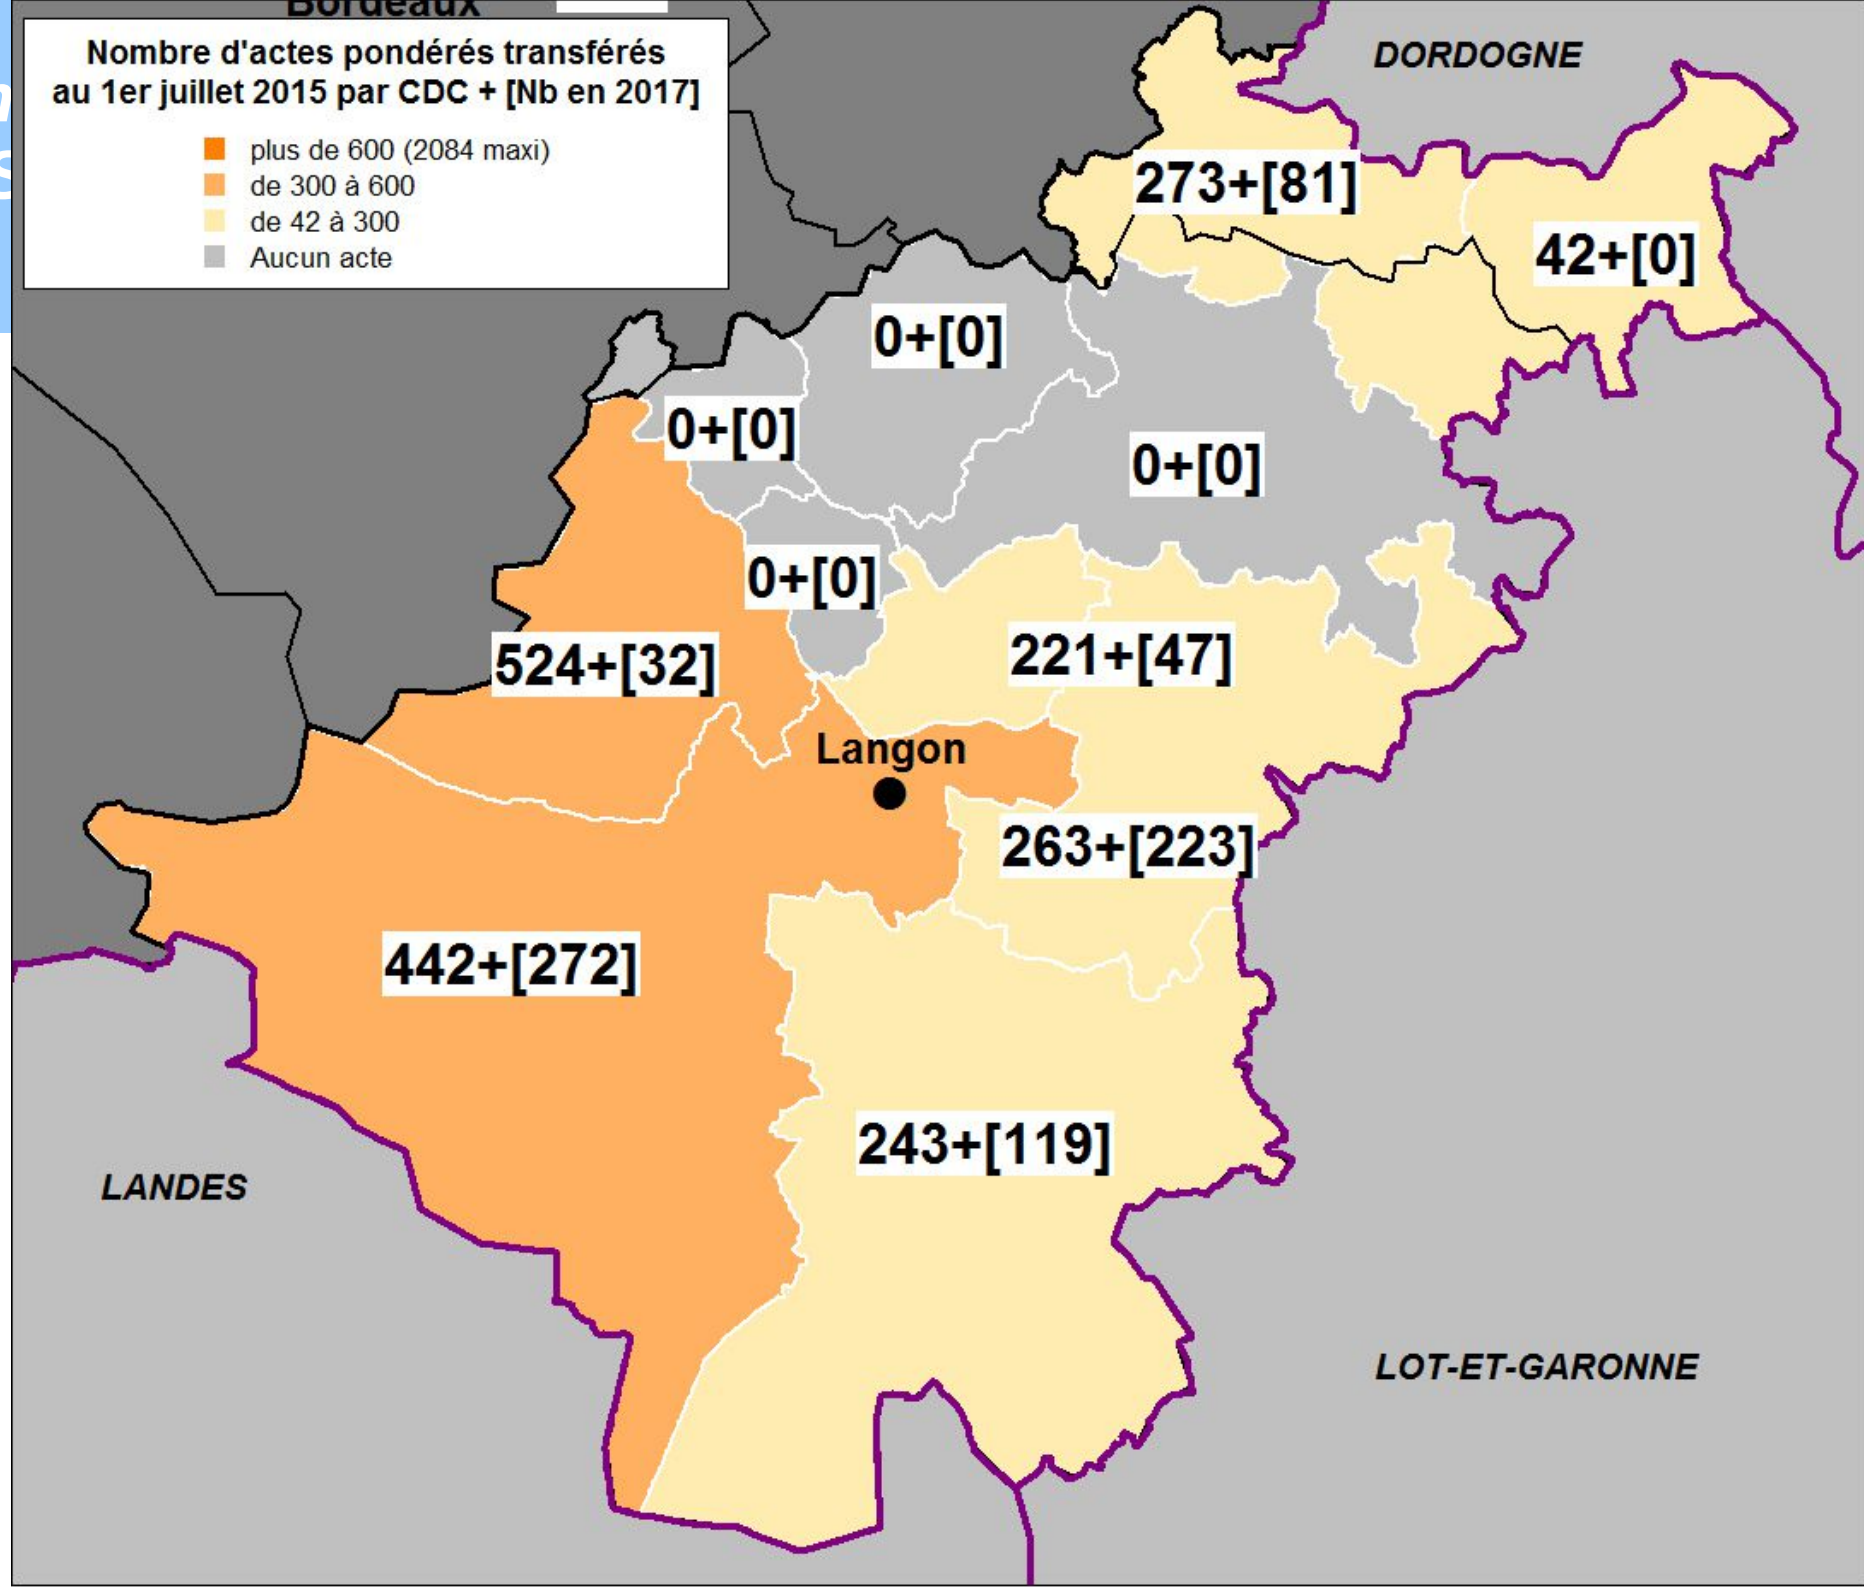 Bordeaux
Nombre d'actes pondérés transférés
au 1er juillet 2015 par CDC + [Nb en 2017]
plus de 600 (2084 maxi)
de 300 à 600
de 42 à 300
Aucun acte
DORDOGNE
273+[81]
42+[0]
0+[0]
0+[0]
0+[0]
0+[0]
524+[32]
221+[47]
Langon
263+[223]
442+[272]
243+[119]
LANDES
LOT-ET-GARONNE